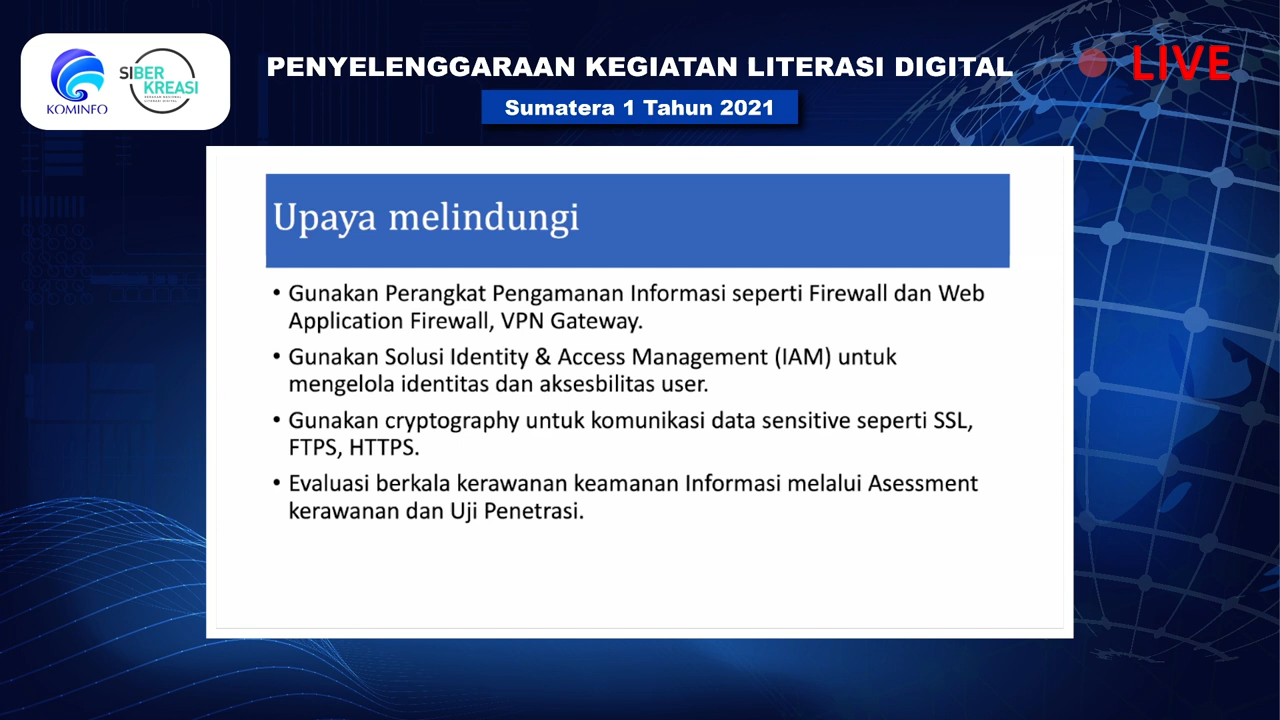 KOMINFO
SIBER
KREASI
PENYELENGGARAAN KEGIATAN LITERASI DIGITAL
Sumatera 1 Tahun 2021
LIVE
Upaya melindungi
• Gunakan Perangkat Pengamanan Informasi seperti Firewall dan Web
Application Firewall, VPN Gateway.
• Gunakan Solusi Identity & Access Management (IAM) untuk
mengelola identitas dan aksesbilitas user.
• Gunakan cryptography untuk komunikasi data sensitive seperti SSL,
FTPS, HTTPS.
• Evaluasi berkala kerawanan keamanan Informasi melalui Asessment
kerawanan dan Uji Penetrasi.